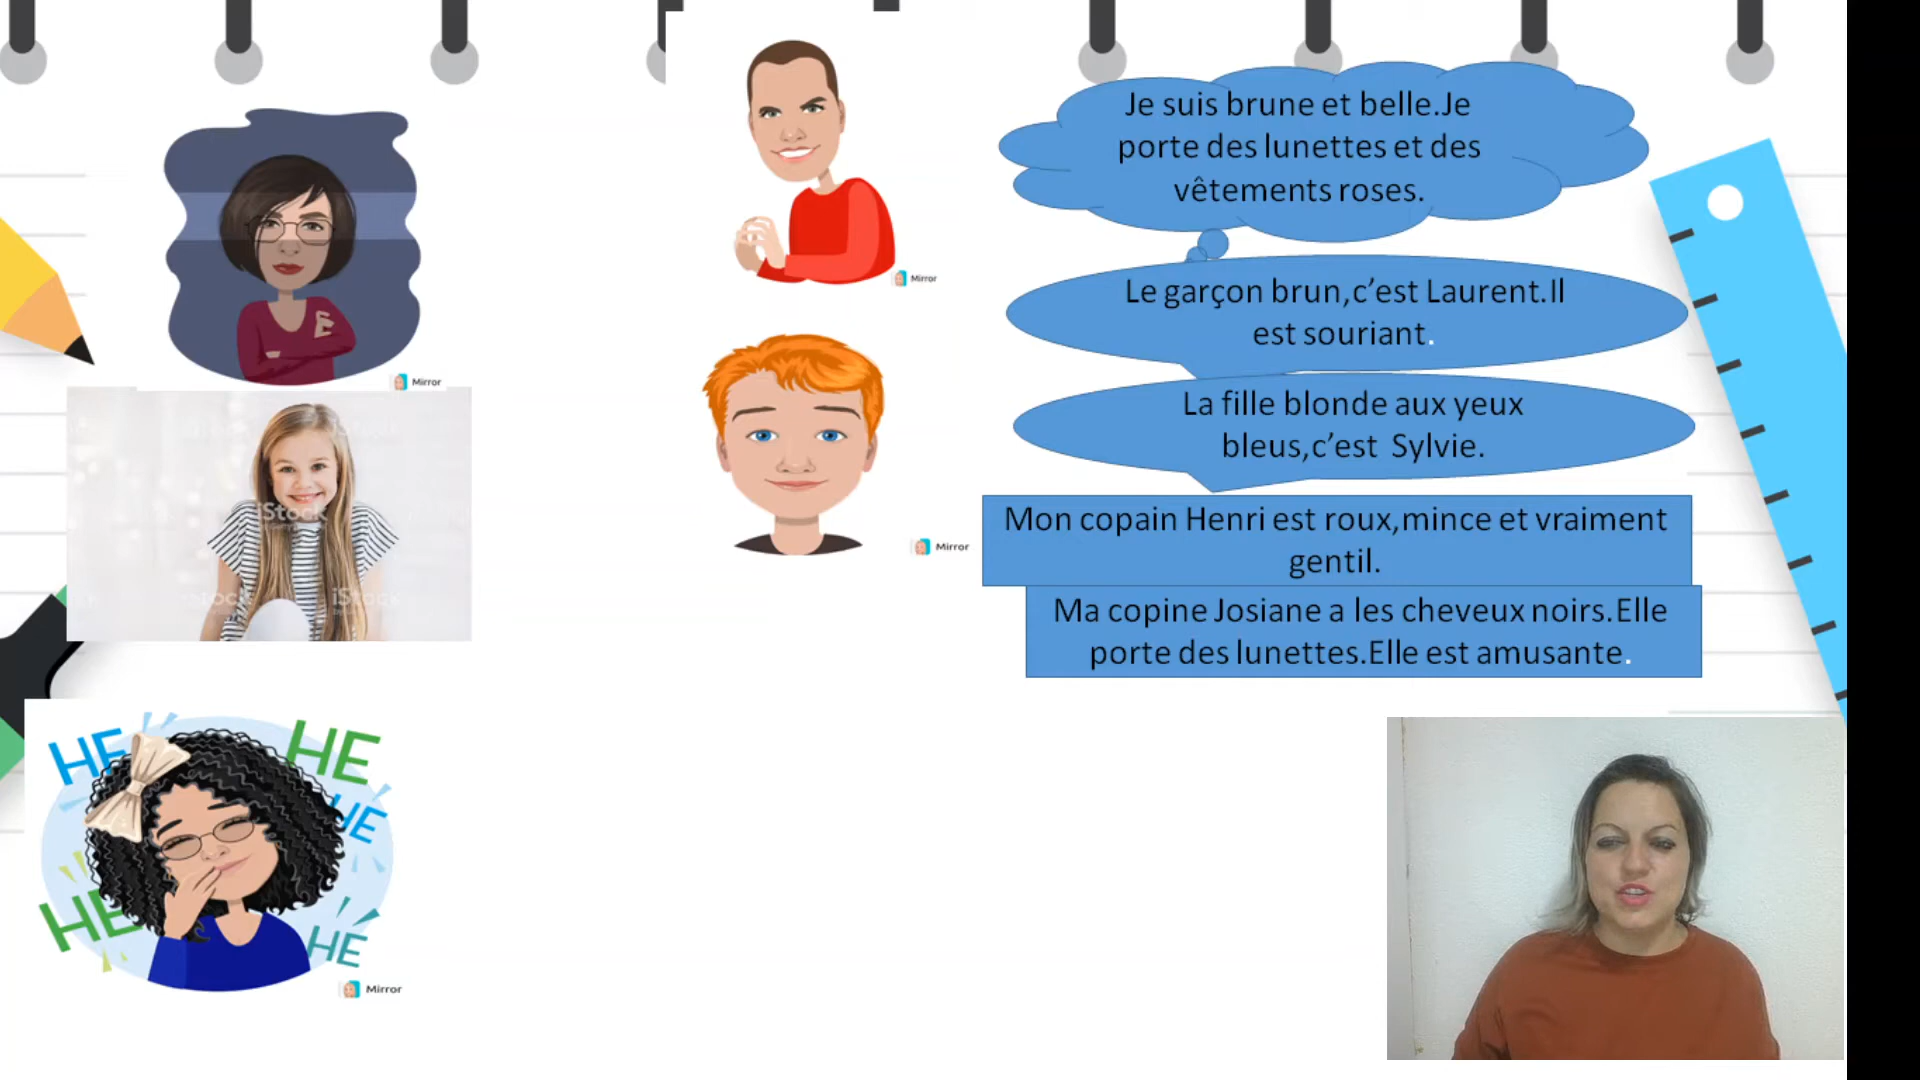 Je suis brune et belle.Je
porte des lunettes et des
vêtements roses.
Le garçon brun,c’est Laurent.Il
est souriant.
La fille blonde aux yeux
bleus,c’est Sylvie.
Mon copain Henri est roux,mince et vraiment
gentil.
Ma copine Josiane a les cheveux noirs.Elle
porte des lunettes.Elle est amusante.
Mirror
Mirror
Mirror
Mirror
iStock
iStock
iStock
HE
HE
HE
HE
HE